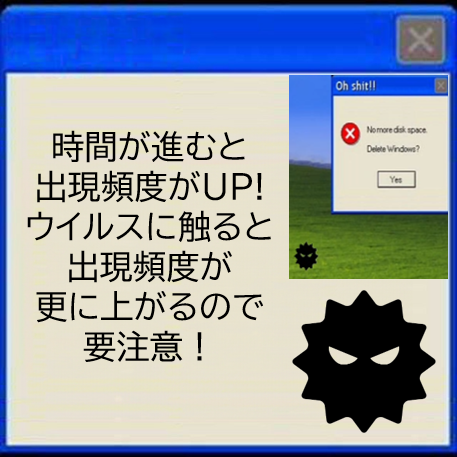 時間が進むと
出現頻度がUP!
ウイルスに触ると
出現頻度が
更に上がるので
要注意！
Oh shit!!
No more disk space.
Delete Windows?
Yes